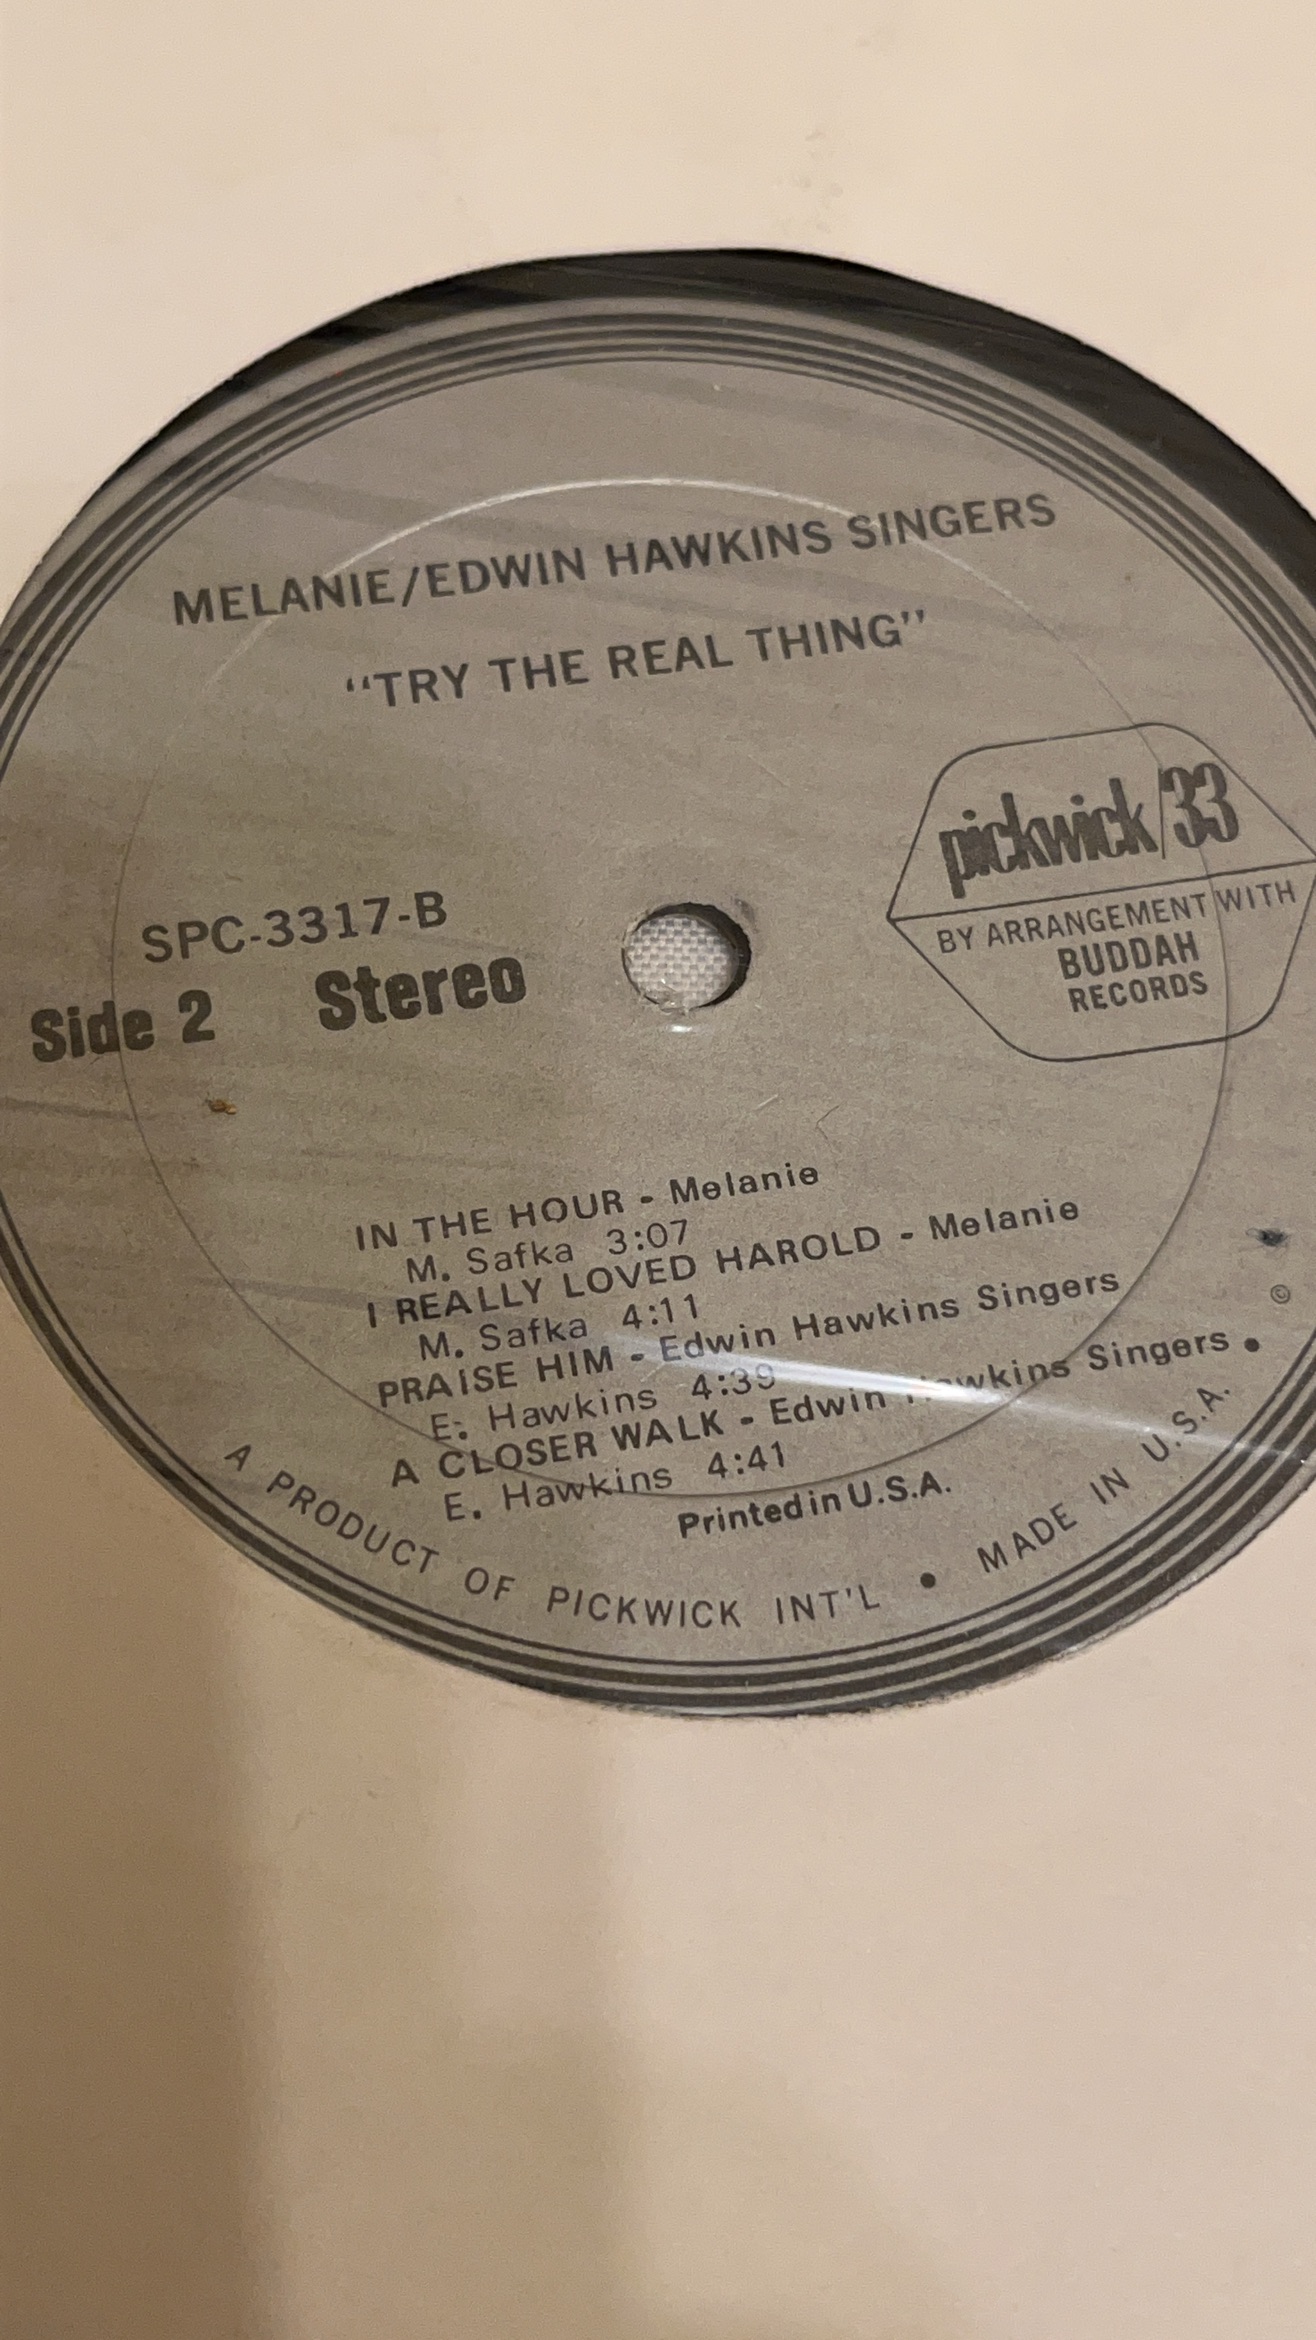 MELANIE/EDWIN HAWKINS SINGERS
“TRY THE REAL THING”
pickwick/33
BY ARRANGEMENT WITH
BUDDAH
RECORDS
SPC-3317-B
Side 2 Stereo
IN THE HOUR - Melanie
M. Safka 3:07
I REALLY LOVED HAROLD - Melanie
M. Safka 4:11
PRAISE HIM - Edwin Hawkins Singers
E. Hawkins 4:39
A CLOSER WALK - Edwin Hawkins Singers
E. Hawkins 4:41
Printed in U.S.A.
A PRODUCT OF PICKWICK INT'L • MADE IN U.S.A. • ©